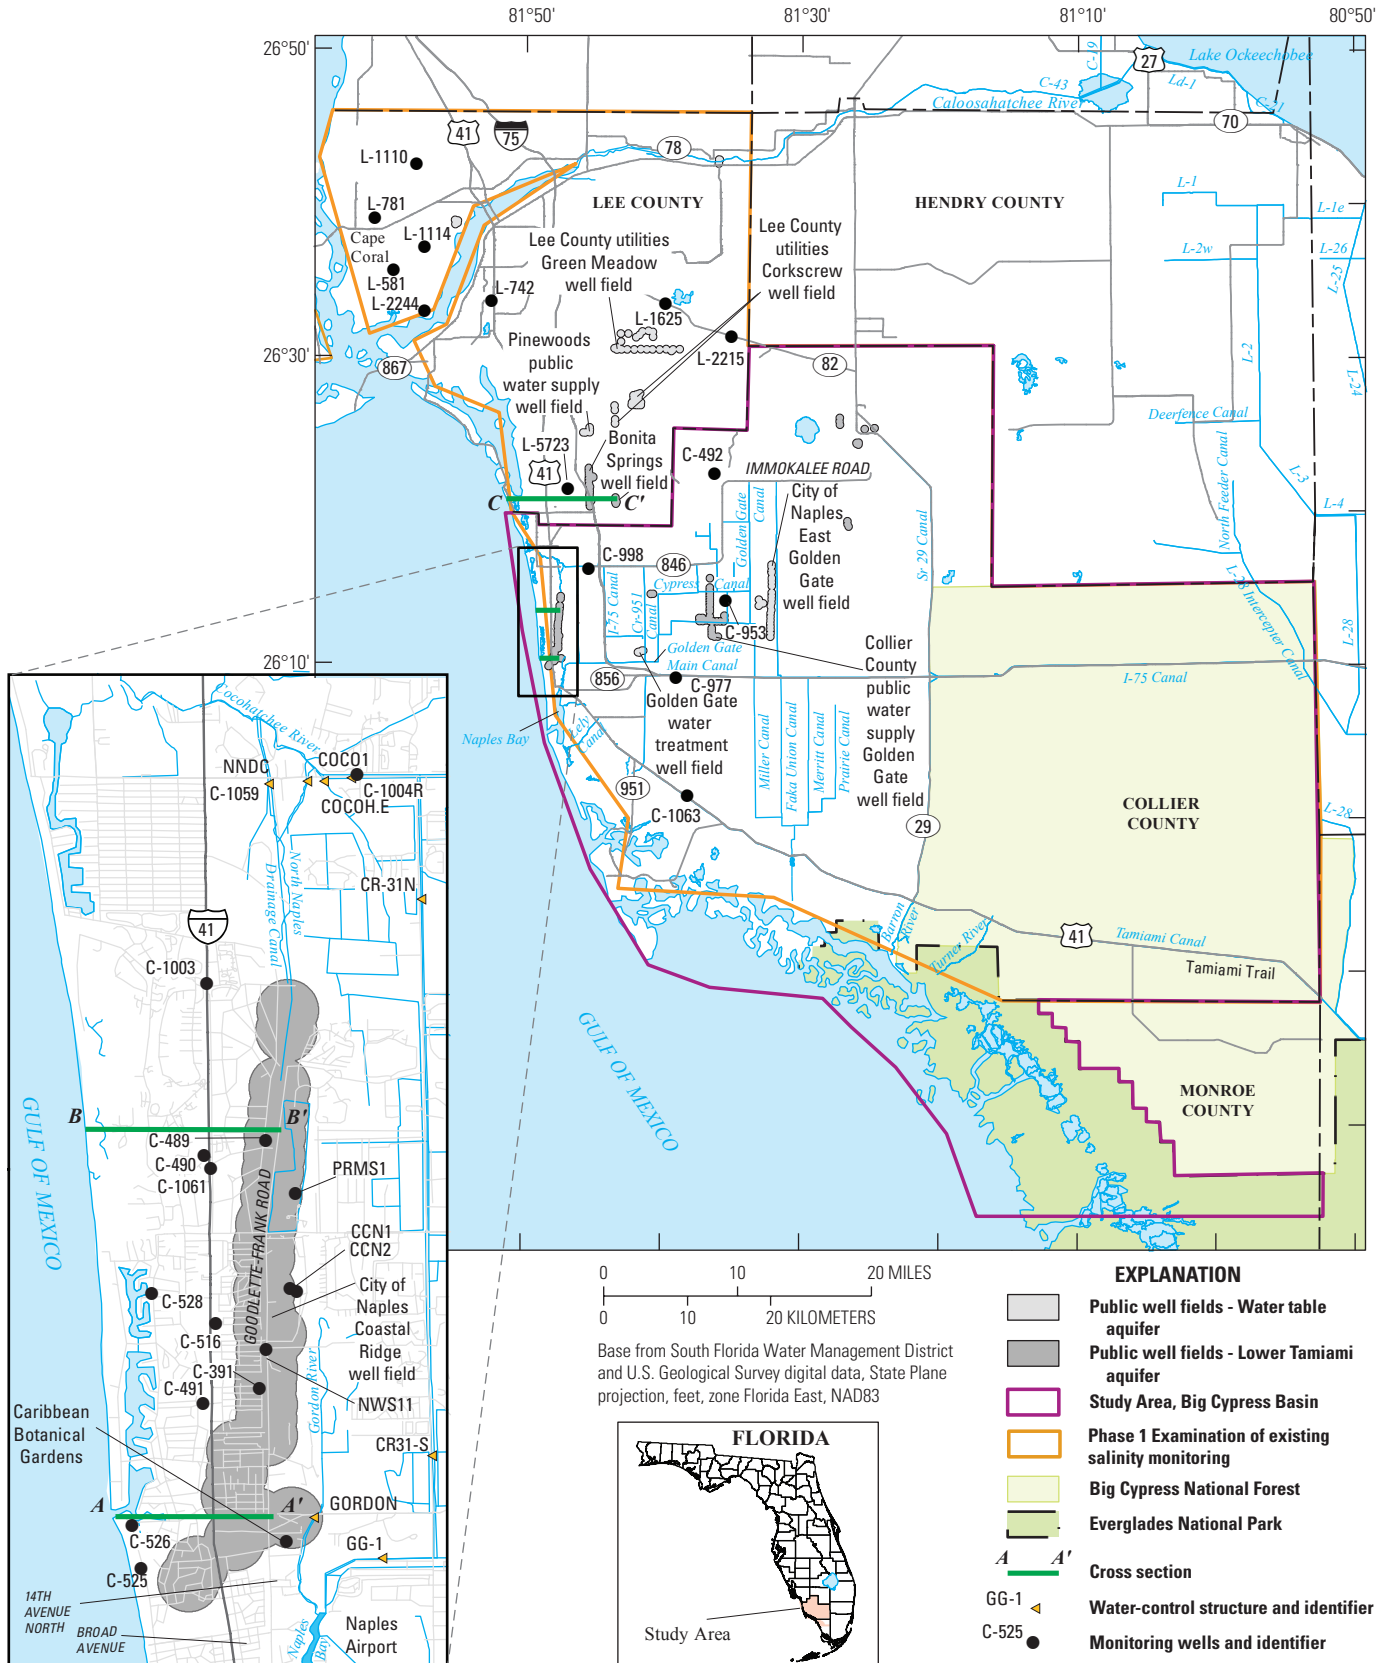 81°50'
81°30'
81°10'
80°50'
26°50'
26°30'
26°10'
Lake Ockeechobee
C-19
27
C-43
Ld-1
C-21
Caloosahatchee River
70
41
75
78
L-1110
L-781
Cape
Coral
L-1114
L-581
L-2244
L-742
LEE COUNTY
HENDRY COUNTY
Lee County utilities
Green Meadow
well field
Lee County
utilities
Corkscrew
well field
L-1
L-1e
L-2w
L-26
L-25
L-2
L-24
L-1625
L-2215
82
867
Pinewoods
public
water supply
well field
L-5723
41
Bonita
Springs
well field
C
C'
C-492
IMMOKALEE ROAD
Deerfence Canal
North Feeder Canal
L-3
L-4
City of
Naples
East
Golden
Gate
well field
Golden Gate
Canal
Sr 29 Canal
C-998
846
Cypress Canal
I-75 Canal
Cr-951
Canal
C-953
L-28 Intercepter Canal
L-28
Golden Gate
Main Canal
856
C-977
I-75 Canal
Collier
County
public
water
supply
Golden
Gate
well field
Golden Gate
water
treatment
well field
Naples Bay
Lely
Canal
951
C-1063
Miller Canal
Faka Union Canal
Merritt Canal
Prairie Canal
29
COLLIER
COUNTY
L-28
Barron
River
Turner River
41
Tamiami Canal
Tamiami Trail
GULF OF MEXICO
MONROE
COUNTY
Cocohatchee River
NNDC
COCO1
C-1059
C-1004R
COCOH.E
North Naples
Drainage Canal
CR-31N
41
C-1003
GULF OF MEXICO
B
B'
C-489
C-490
C-1061
GOODLETTE-FRANK ROAD
PRMS1
CCN1
CCN2
C-528
City of
Naples
Coastal
Ridge
well field
C-516
C-391
C-491
Gordon River
NWS11
Caribbean
Botanical
Gardens
CR31-S
A
A'
GORDON
C-526
GG-1
C-525
14TH
AVENUE
NORTH
BROAD
AVENUE
Naples
Bay
Naples
Airport
0 10 20 MILES
0 10 20 KILOMETERS
Base from South Florida Water Management District
and U.S. Geological Survey digital data, State Plane
projection, feet, zone Florida East, NAD83
FLORIDA
Study Area
EXPLANATION
Public well fields - Water table
aquifer
Public well fields - Lower Tamiami
aquifer
Study Area, Big Cypress Basin
Phase 1 Examination of existing
salinity monitoring
Big Cypress National Forest
Everglades National Park
A A'
Cross section
GG-1
Water-control structure and identifier
C-525
Monitoring wells and identifier